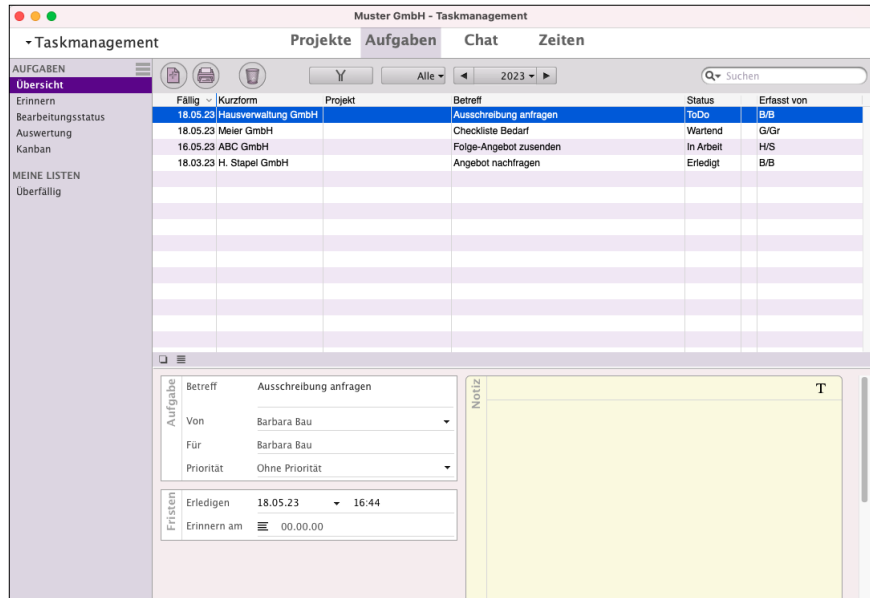 Muster GmbH - Taskmanagement
Taskmanagement
Projekte Aufgaben Chat Zeiten
AUFGABEN
Übersicht
Erinnern
Bearbeitungsstatus
Auswertung
Kanban
MEINE LISTEN
Überfällig
Alle 2023 Suchen
Fällig Kurzform Projekt Betreff Status Erfasst von
18.05.23 Hausverwaltung GmbH Ausschreibung anfragen ToDo B/B
18.05.23 Meier GmbH Checkliste Bedarf Wartend G/Gr
16.05.23 ABC GmbH Folge-Angebot zusenden In Arbeit H/S
18.03.23 H. Stapel GmbH Angebot nachfragen Erledigt B/B
Aufgabe
Betreff Ausschreibung anfragen
Von Barbara Bau
Für Barbara Bau
Priorität Ohne Priorität
Fristen
Erledigen 18.05.23 16:44
Erinnern am 00.00.00
Notiz
T